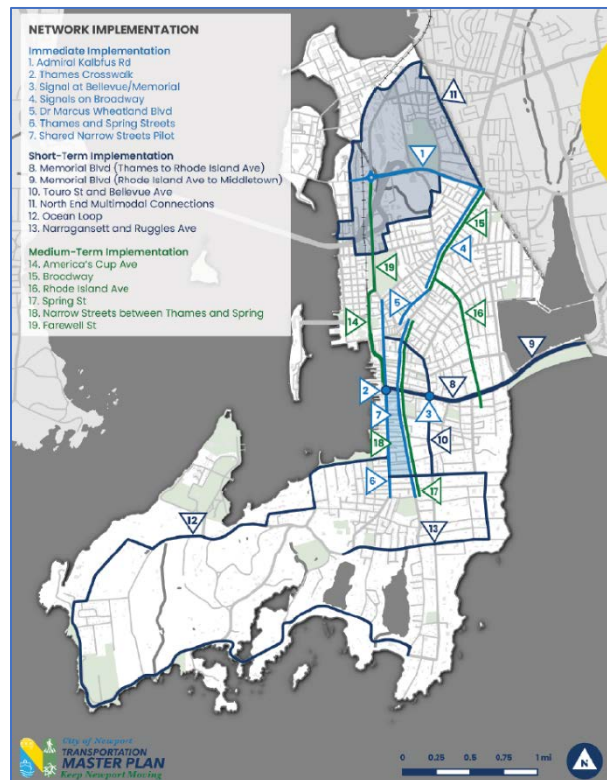 NETWORK IMPLEMENTATION
Immediate Implementation
1. Admiral Kalbfus Rd
2. Thames Crosswalk
3. Signal at Bellevue/Memorial
4. Signals on Broadway
5. Dr Marcus Wheatland Blvd
6. Thames and Spring Streets
7. Shared Narrow Streets Pilot
Short-Term Implementation
8. Memorial Blvd (Thames to Rhode Island Ave)
9. Memorial Blvd (Rhode Island Ave to Middletown)
10. Touro St and Bellevue Ave
11. North End Multimodal Connections
12. Ocean Loop
13. Narragansett and Ruggles Ave
Medium-Term Implementation
14. America's Cup Ave
15. Broadway
16. Rhode Island Ave
17. Spring St
18. Narrow Streets between Thames and Spring
19. Farewell St
11
1
15
4
19
5
16
14
9
2
8
7
3
18
10
6
17
12
13
City of Newport
TRANSPORTATION
MASTER PLAN
Keep Newport Moving
0 0.25 0.5 0.75 1 mi
N